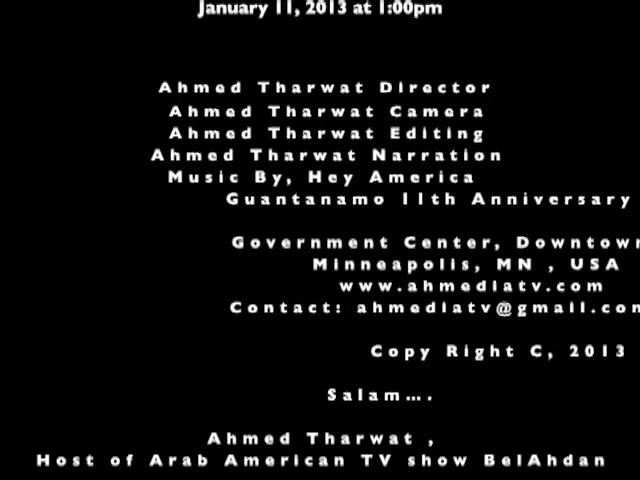 January 11, 2013 at 1:00pm
Ahmed Tharwat Director
Ahmed Tharwat Camera
Ahmed Tharwat Editing
Ahmed Tharwat Narration
Music By, Hey America
Guantanamo 11th Anniversary
Government Center, Downtown
Minneapolis, MN , USA
www.ahmediatv.com
Contact: ahmediatv@gmail.com
Copy Right C, 2013
Salam....
Ahmed Tharwat ,
Host of Arab American TV show BelAhdan